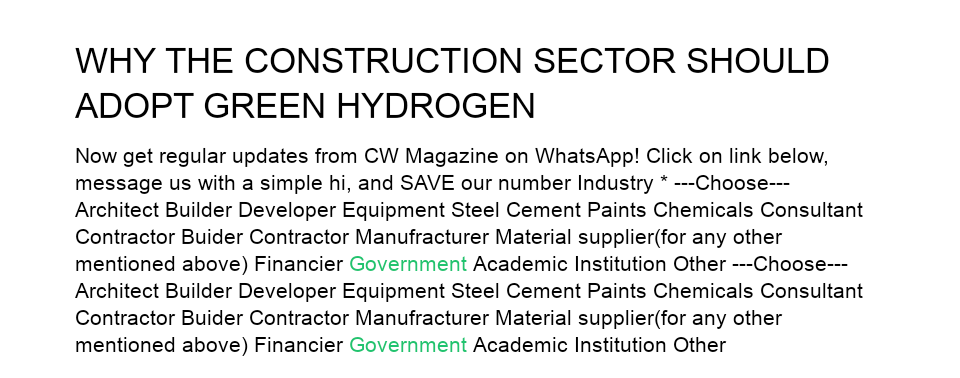 WHY THE CONSTRUCTION SECTOR SHOULD
ADOPT GREEN HYDROGEN
Now get regular updates from CW Magazine on WhatsApp! Click on link below,
message us with a simple hi, and SAVE our number Industry * ---Choose---
Architect Builder Developer Equipment Steel Cement Paints Chemicals Consultant
Contractor Buider Contractor Manufracturer Material supplier(for any other
mentioned above) Financier Government Academic Institution Other ---Choose---
Architect Builder Developer Equipment Steel Cement Paints Chemicals Consultant
Contractor Buider Contractor Manufracturer Material supplier(for any other
mentioned above) Financier Government Academic Institution Other